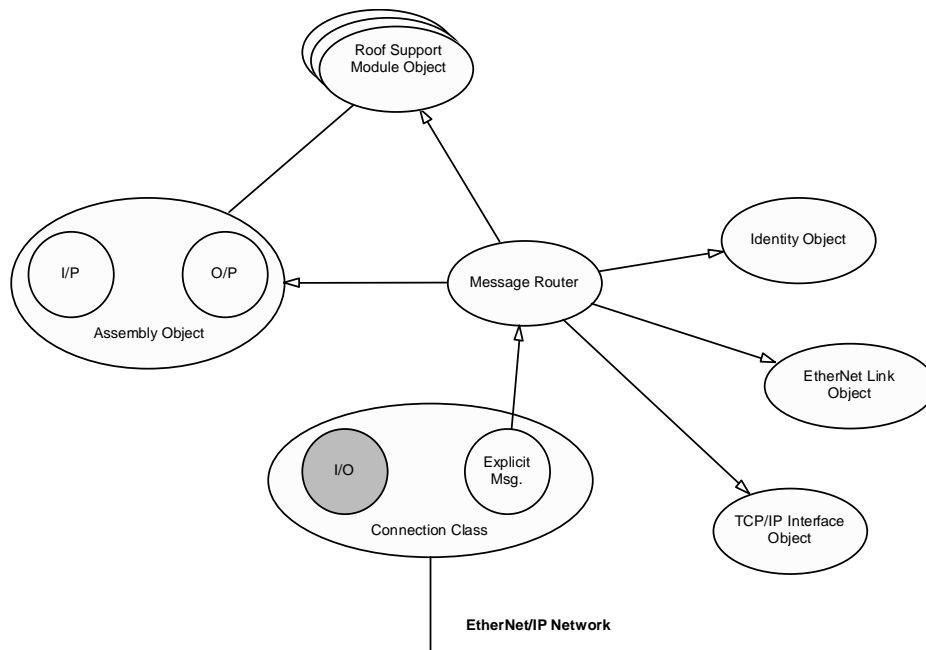 Roof Support
Module Object
Identity Object
I/P
O/P
Message Router
Assembly Object
EtherNet Link
Object
I/O
Explicit
Msg.
TCP/IP Interface
Object
Connection Class
EtherNet/IP Network